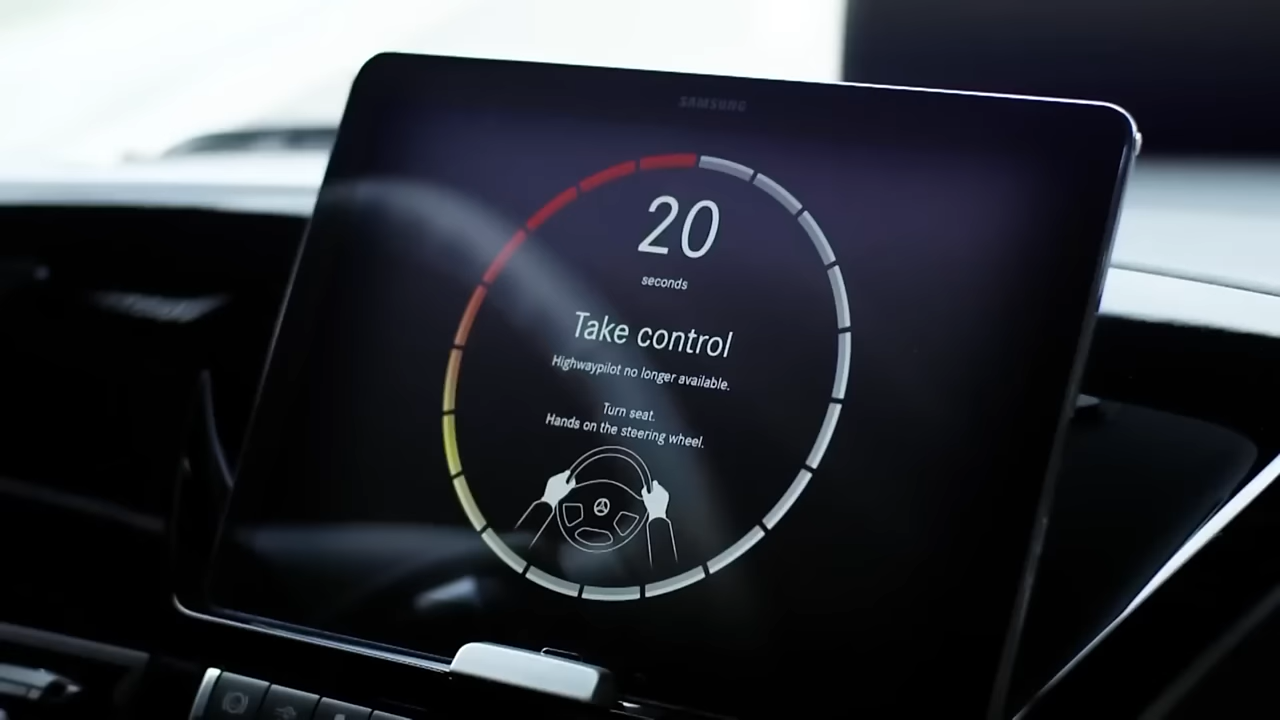 SAMSUNG
20
seconds
Take control
Highwaypilot no longer available.
Turn seat.
Hands on the steering wheel.